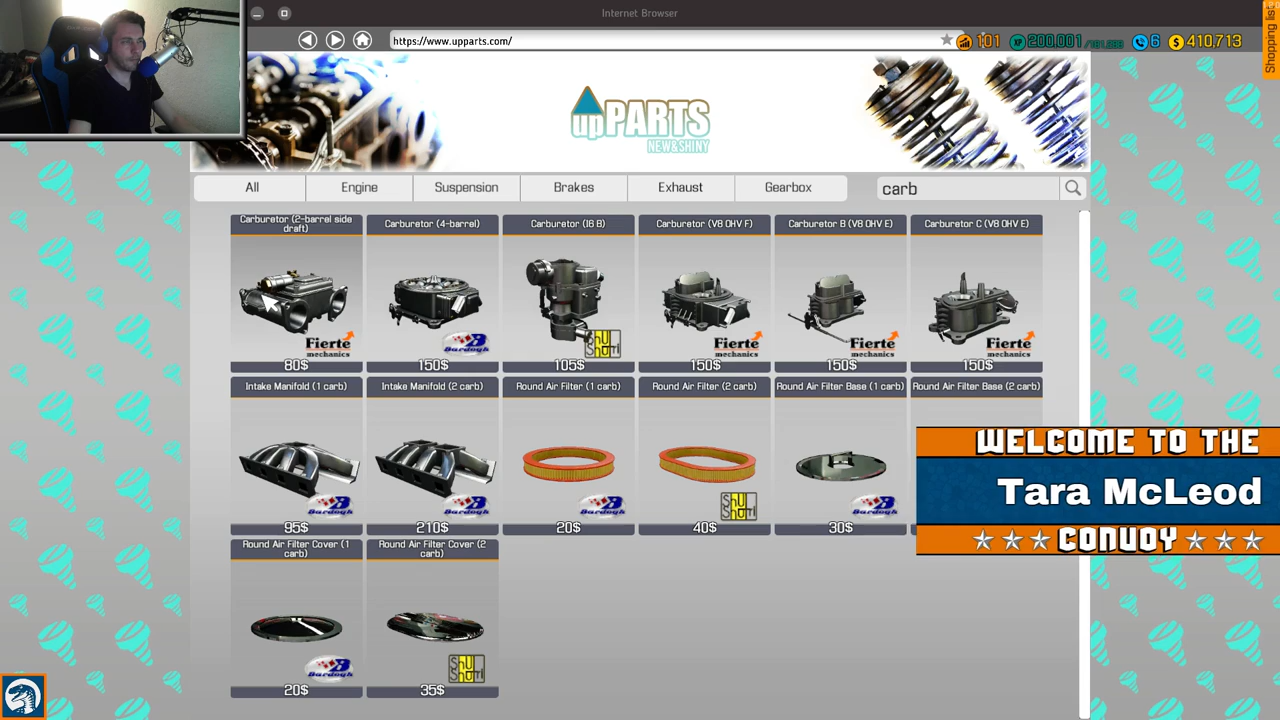 Internet Browser
https://www.upparts.com/
101
200,001
6
410,713
Shopping list
upPARTS
NEW&SHINY
All
Engine
Suspension
Brakes
Exhaust
Gearbox
carb
Carburetor (2-barrel side draft)
Carburetor (4-barrel)
Carburetor (I6 B)
Carburetor (V8 OHV F)
Carburetor B (V8 OHV E)
Carburetor C (V8 OHV E)
Fierte mechanics
Bardogh
Shu Shuti
Fierte mechanics
Fierte mechanics
Fierte mechanics
80$
150$
105$
150$
150$
150$
Intake Manifold (1 carb)
Intake Manifold (2 carb)
Round Air Filter (1 carb)
Round Air Filter (2 carb)
Round Air Filter Base (1 carb)
Round Air Filter Base (2 carb)
Bardogh
Bardogh
Bardogh
Shu Shuti
Bardogh
95$
210$
20$
40$
30$
Round Air Filter Cover (1 carb)
Round Air Filter Cover (2 carb)
Bardogh
Shu Shuti
20$
35$
WELCOME TO THE
Tara McLeod
CONVOY